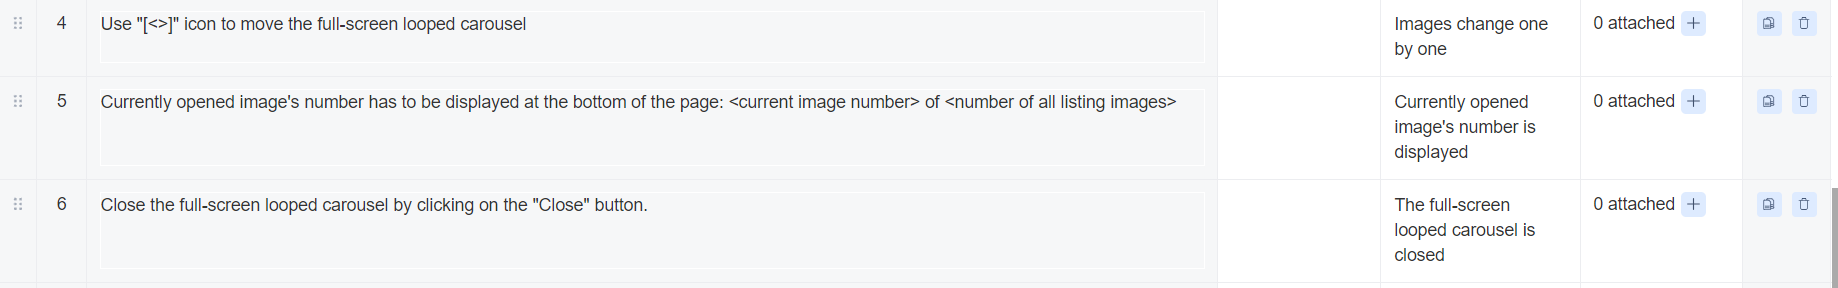 4 Use "[<>]" icon to move the full-screen looped carousel Images change one 0 attached
by one
5 Currently opened image's number has to be displayed at the bottom of the page: <current image number> of <number of all listing images> Currently opened 0 attached
image's number is
displayed
6 Close the full-screen looped carousel by clicking on the "Close" button. The full-screen 0 attached
looped carousel is
closed